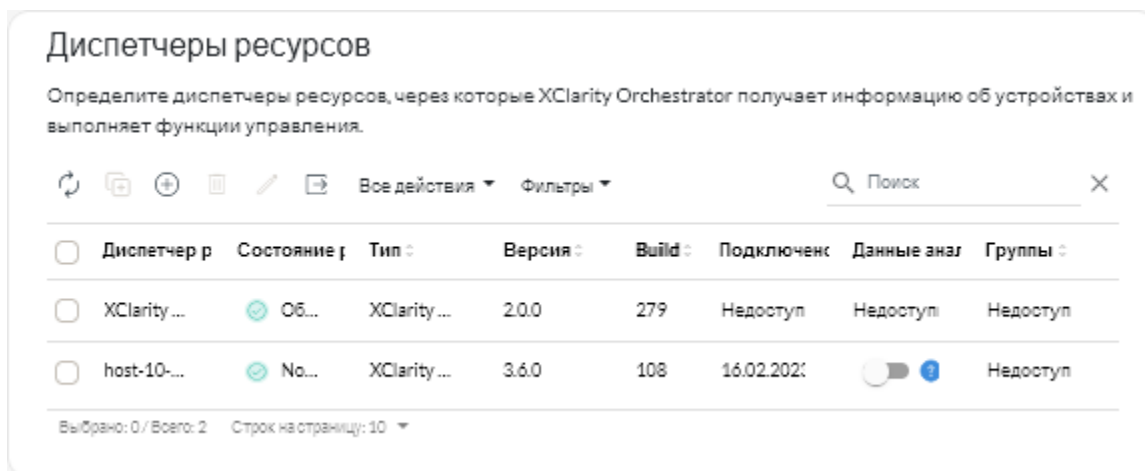 Диспетчеры ресурсов
Определите диспетчеры ресурсов, через которые XClarity Orchestrator получает информацию об устройствах и
выполняет функции управления.
Все действия Фильтры Поиск
Диспетчер р Состояние р Тип Версия Build Подключено Данные анал Группы
XClarity ... Об... XClarity ... 2.0.0 279 Недоступ Недоступ Недоступ
host-10-... No... XClarity ... 3.6.0 108 16.02.202 Недоступ
Выбрано: 0 / Всего: 2 Строк на страницу: 10